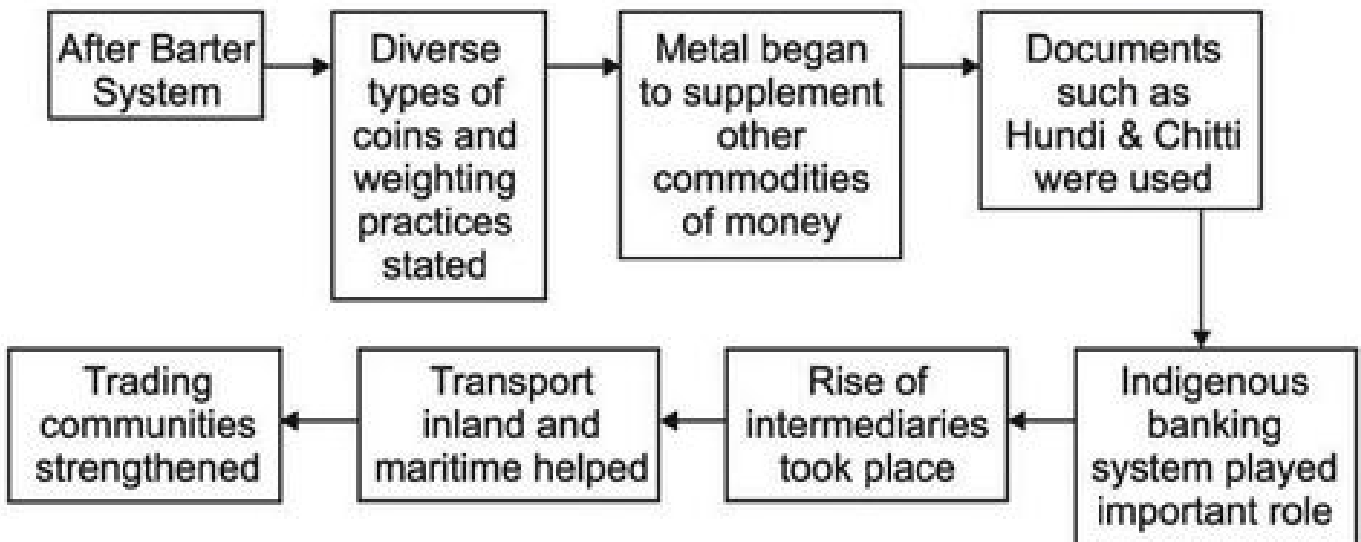 After Barter
System
Diverse
types of
coins and
weighting
practices
stated
Metal began
to supplement
other
commodities
of money
Documents
such as
Hundi & Chitti
were used
Indigenous
banking
system played
important role
Rise of
intermediaries
took place
Transport
inland and
maritime helped
Trading
communities
strengthened